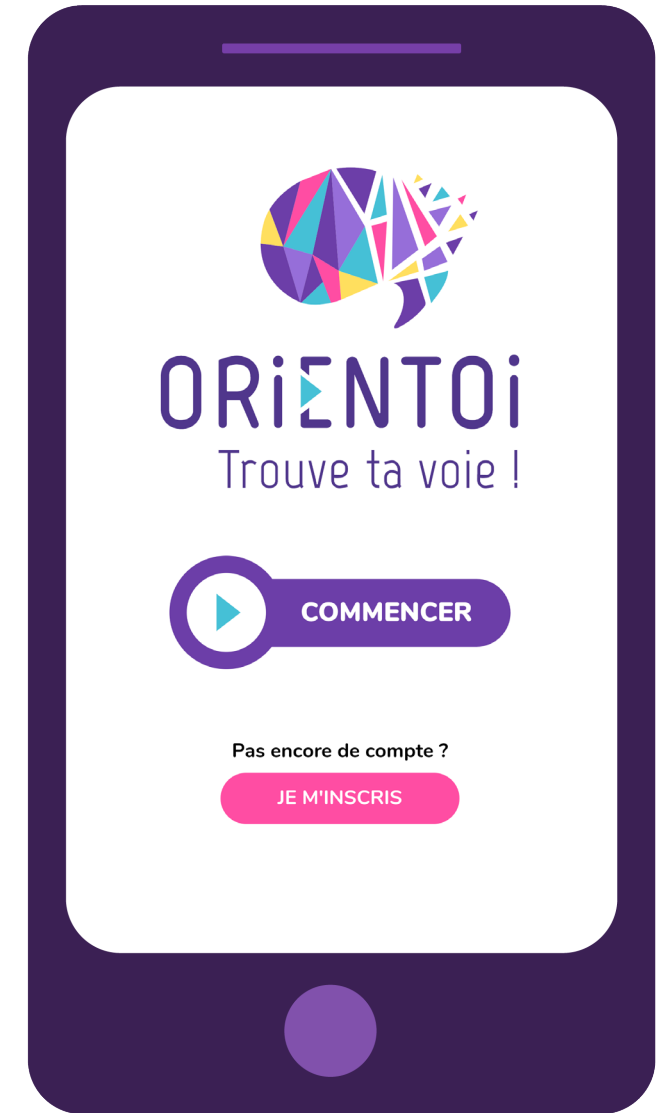 ORiENTOi
Trouve ta voie !
COMMENCER
Pas encore de compte ?
JE M'INSCRIS